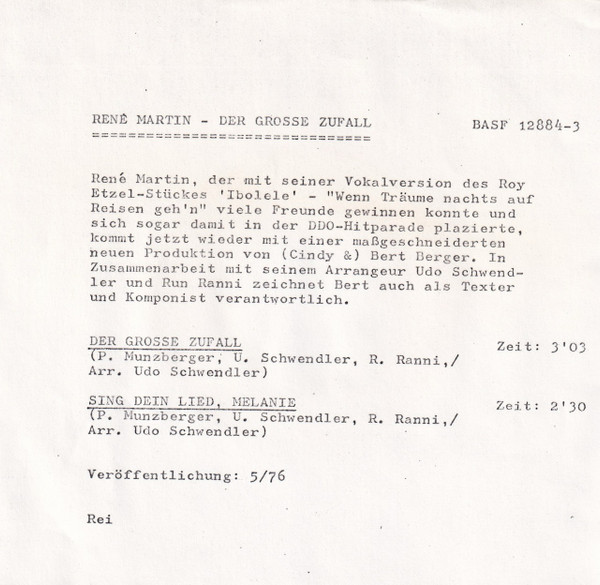 RENÉ MARTIN - DER GROSSE ZUFALL BASF 12884-3
==================================
René Martin, der mit seiner Vokalversion des Roy
Etzel-Stückes 'Ibolele' - "Wenn Träume nachts auf
Reisen geh'n" viele Freunde gewinnen konnte und
sich sogar damit in der DDO-Hitparade plazierte,
kommt jetzt wieder mit einer maßgeschneiderten
neuen Produktion von (Cindy &) Bert Berger. In
Zusammenarbeit mit seinem Arrangeur Udo Schwend-
ler und Run Ranni zeichnet Bert auch als Texter
und Komponist verantwortlich.
DER GROSSE ZUFALL Zeit: 3'03
(P. Munzberger, U. Schwendler, R. Ranni,/
Arr. Udo Schwendler)
SING DEIN LIED, MELANIE Zeit: 2'30
(P. Munzberger, U. Schwendler, R. Ranni,/
Arr. Udo Schwendler)
Veröffentlichung: 5/76
Rei